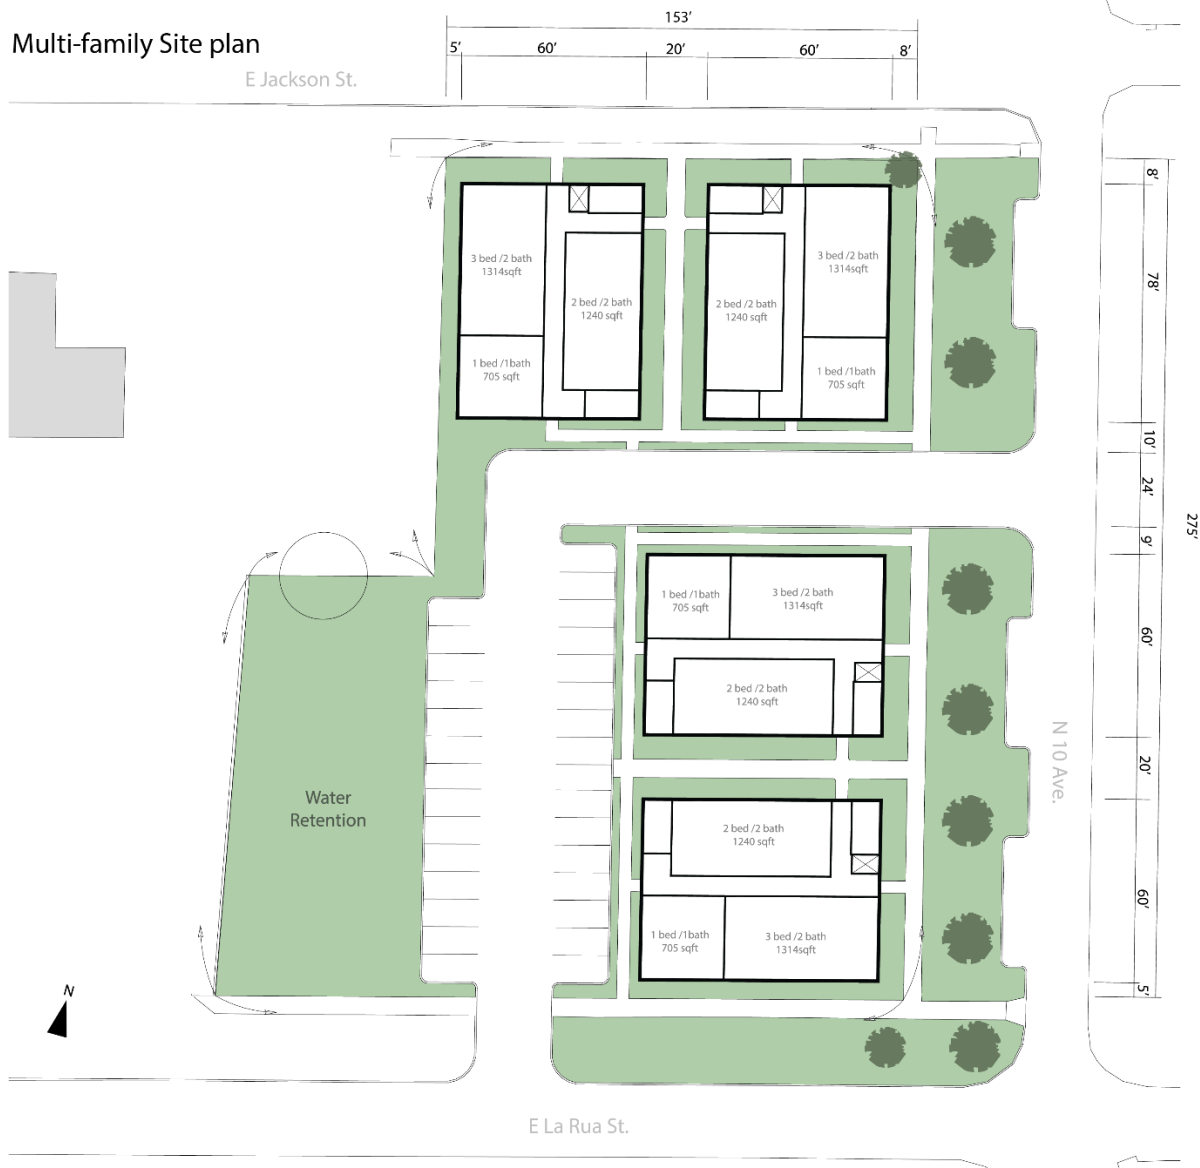 153’
Multi-family Site plan
5’ 60’ 20’ 60’ 8’
E Jackson St.
8’
3 bed /2 bath
1314sqft
2 bed /2 bath
1240 sqft
1 bed /1bath
705 sqft
3 bed /2 bath
1314sqft
2 bed /2 bath
1240 sqft
1 bed /1bath
705 sqft
78’
10’
24’
275’
9’
1 bed /1bath
705 sqft
3 bed /2 bath
1314sqft
2 bed /2 bath
1240 sqft
60’
N 10 Ave.
20’
Water
Retention
2 bed /2 bath
1240 sqft
1 bed /1bath
705 sqft
3 bed /2 bath
1314sqft
60’
5’
N
E La Rua St.